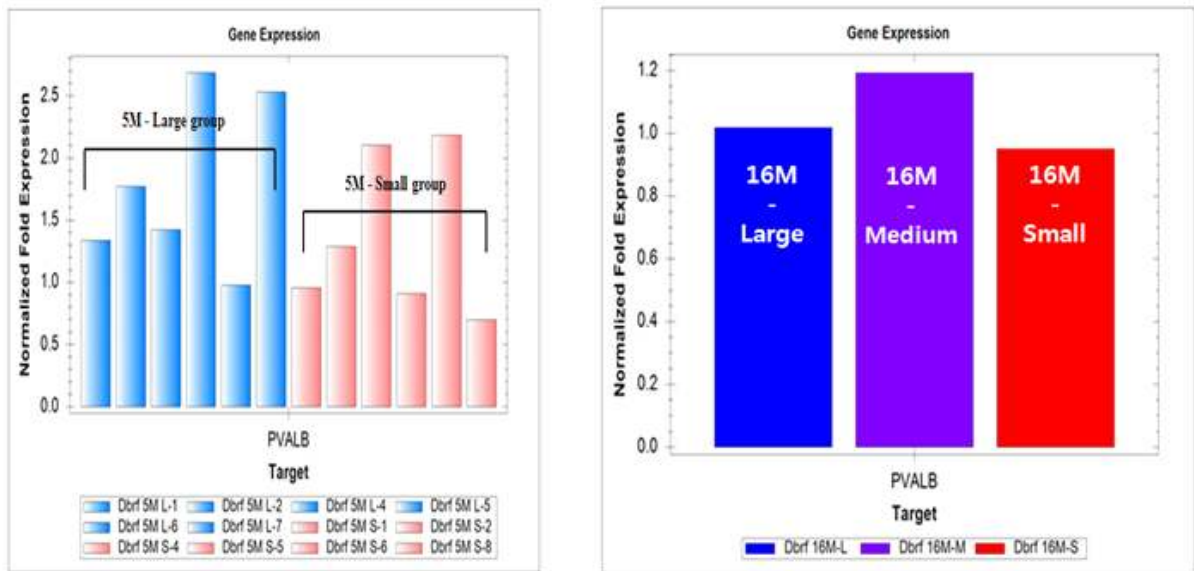 Gene Expression
Normalized Fold Expression
2.5
2.0
1.5
1.0
0.5
0.0
5M - Large group
5M - Small group
PVALB
Target
Dbrf 5M L-1 Dbrf 5M L-2 Dbrf 5M L-4 Dbrf 5M L-5
Dbrf 5M L-6 Dbrf 5M L-7 Dbrf 5M S-1 Dbrf 5M S-2
Dbrf 5M S-4 Dbrf 5M S-5 Dbrf 5M S-6 Dbrf 5M S-8
Gene Expression
Normalized Fold Expression
1.2
1.0
0.8
0.6
0.4
0.2
0.0
16M
-
Large
16M
-
Medium
16M
-
Small
PVALB
Target
Dbrf 16M-L Dbrf 16M-M Dbrf 16M-S